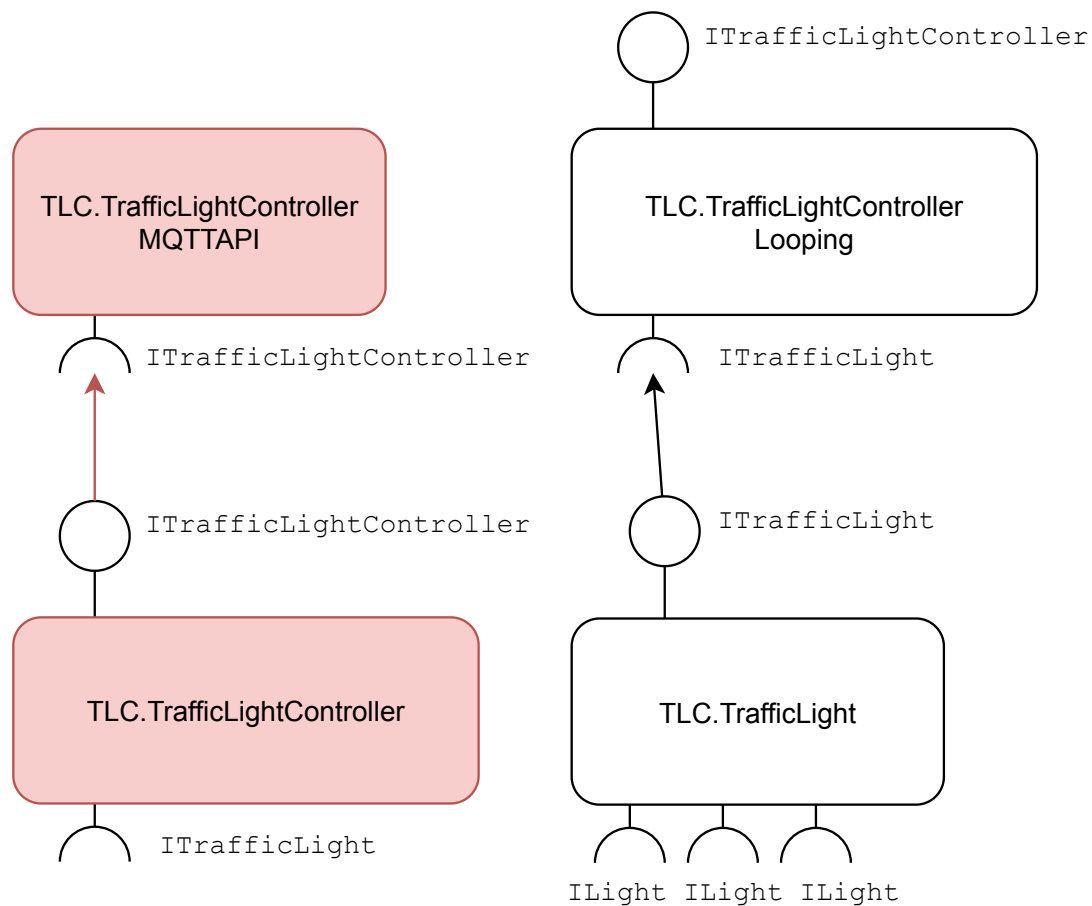 ITrafficLightController
TLC.TrafficLightController
MQTTAPI
TLC.TrafficLightController
Looping
ITrafficLightController
ITrafficLight
ITrafficLightController
ITrafficLight
TLC.TrafficLightController
TLC.TrafficLight
ITrafficLight
ILight
ILight
ILight